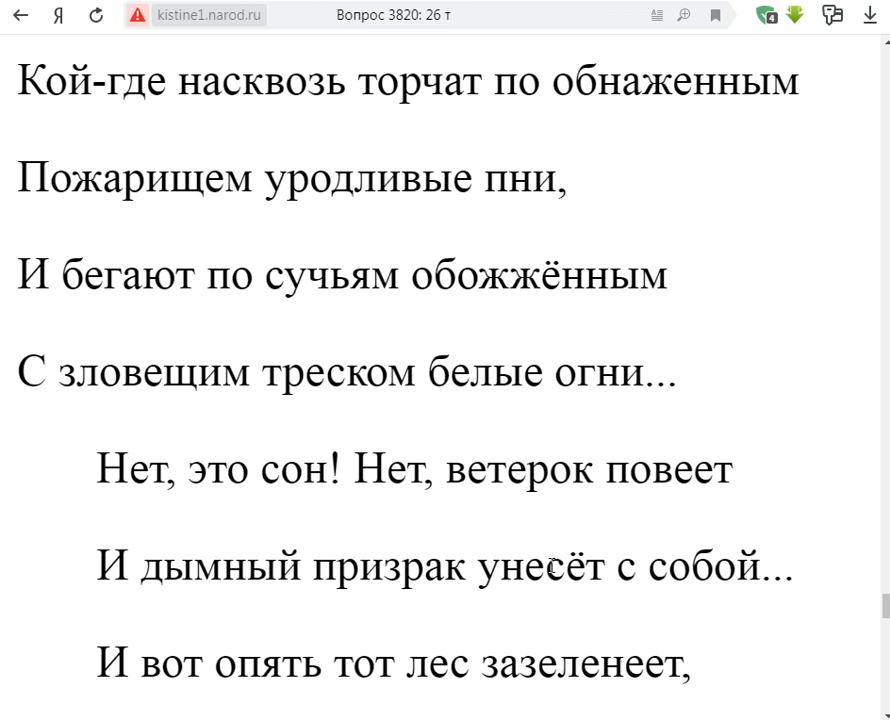 kistine1.narod.ru
Вопрос 3820: 26 т
4
Кой-где насквозь торчат по обнаженным
Пожарищем уродливые пни,
И бегают по сучьям обожжённым
С зловещим треском белые огни...
Нет, это сон! Нет, ветерок повеет
И дымный призрак унесёт с собой...
И вот опять тот лес зазеленеет,